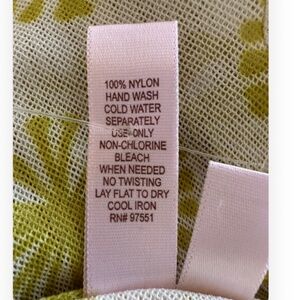 100% NYLON
HAND WASH
COLD WATER
SEPARATELY
USE ONLY
NON-CHLORINE
BLEACH
WHEN NEEDED
NO TWISTING
LAY FLAT TO DRY
COOL IRON
RN# 97551